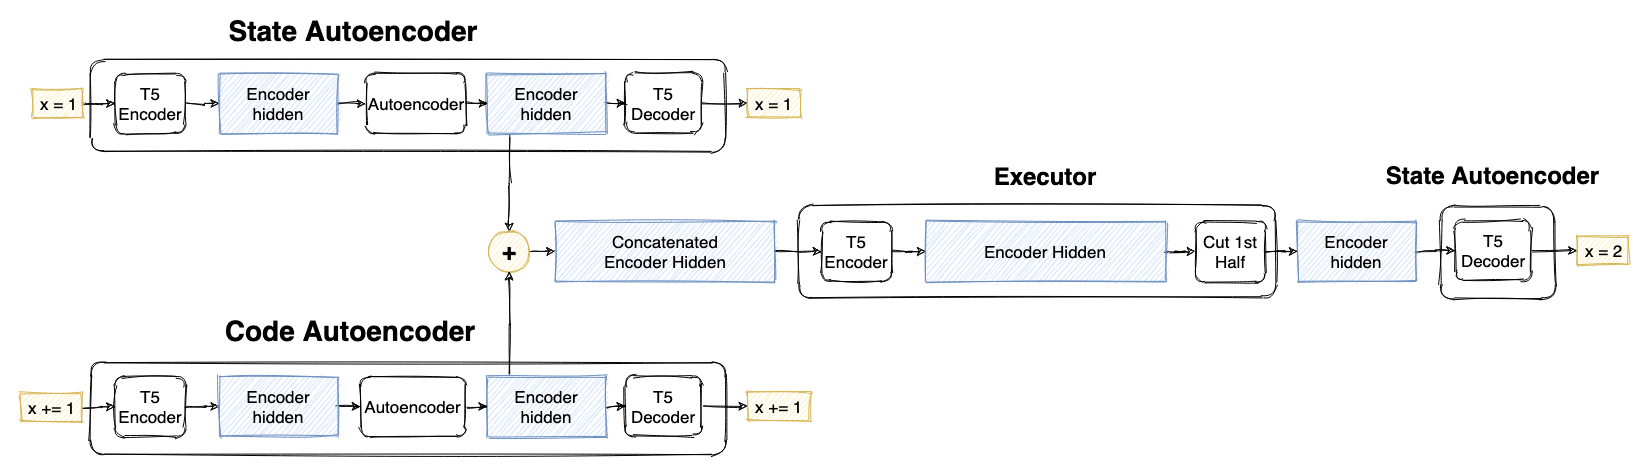 State Autoencoder
x = 1
T5
Encoder
Encoder
hidden
Autoencoder
Encoder
hidden
T5
Decoder
x = 1
Executor
State Autoencoder
+
Concatenated
Encoder Hidden
T5
Encoder
Encoder Hidden
Cut 1st
Half
Encoder
hidden
T5
Decoder
x = 2
Code Autoencoder
x += 1
T5
Encoder
Encoder
hidden
Autoencoder
Encoder
hidden
T5
Decoder
x += 1